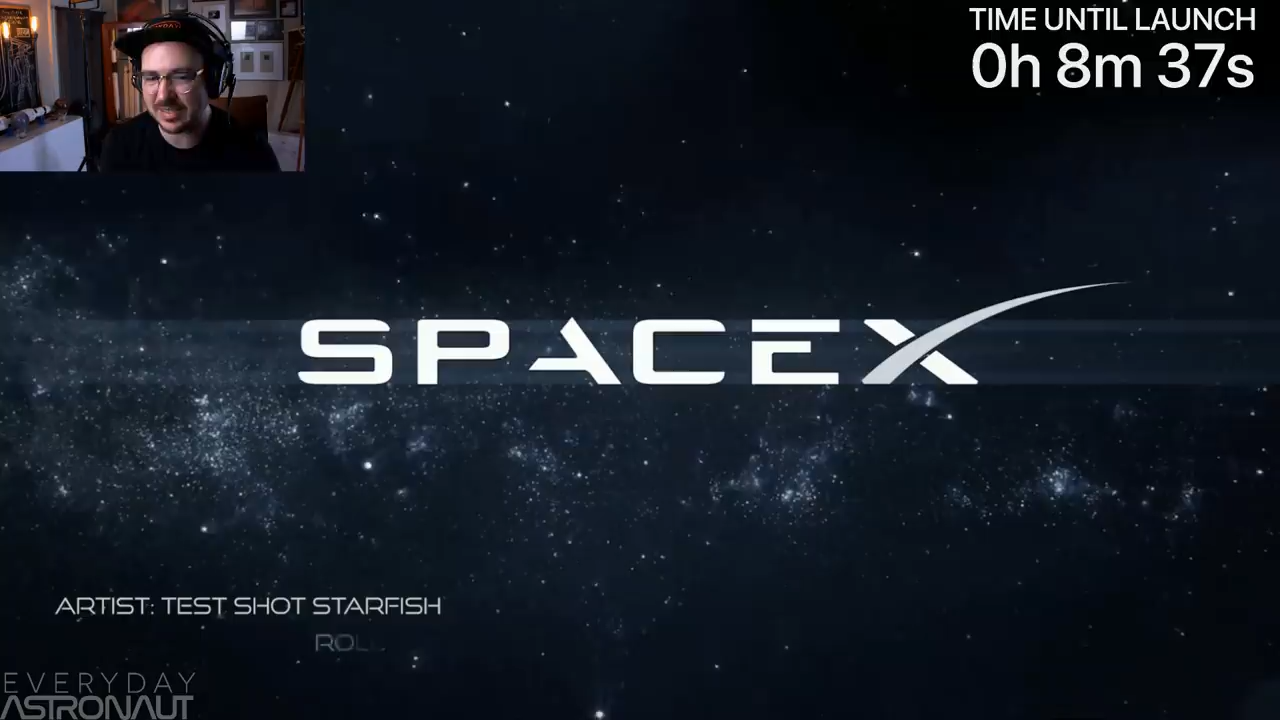 TIME UNTIL LAUNCH
0h 8m 37s
SPACEX
ARTIST: TEST SHOT STARFISH
EVERYDAY
ASTRONAUT